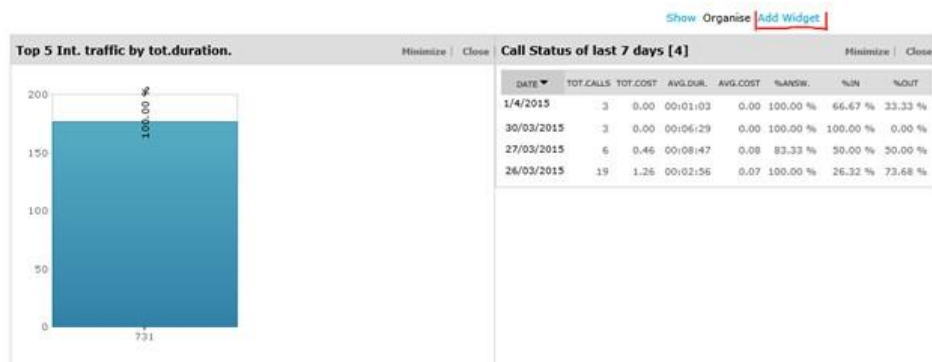 Show Organise Add Widget
Top 5 Int. traffic by tot.duration. Minimize | Close
200
100.00 %
150
100
50
0
731
Call Status of last 7 days [4] Minimize | Close
DATE TOT.CALLS TOT.COST AVG.DUR. AVG.COST %ANSW. %IN %OUT
1/4/2015 3 0.00 00:01:03 0.00 100.00 % 66.67 % 33.33 %
30/03/2015 3 0.00 00:06:29 0.00 100.00 % 100.00 % 0.00 %
27/03/2015 6 0.46 00:08:47 0.08 83.33 % 50.00 % 50.00 %
26/03/2015 19 1.26 00:02:56 0.07 100.00 % 26.32 % 73.68 %